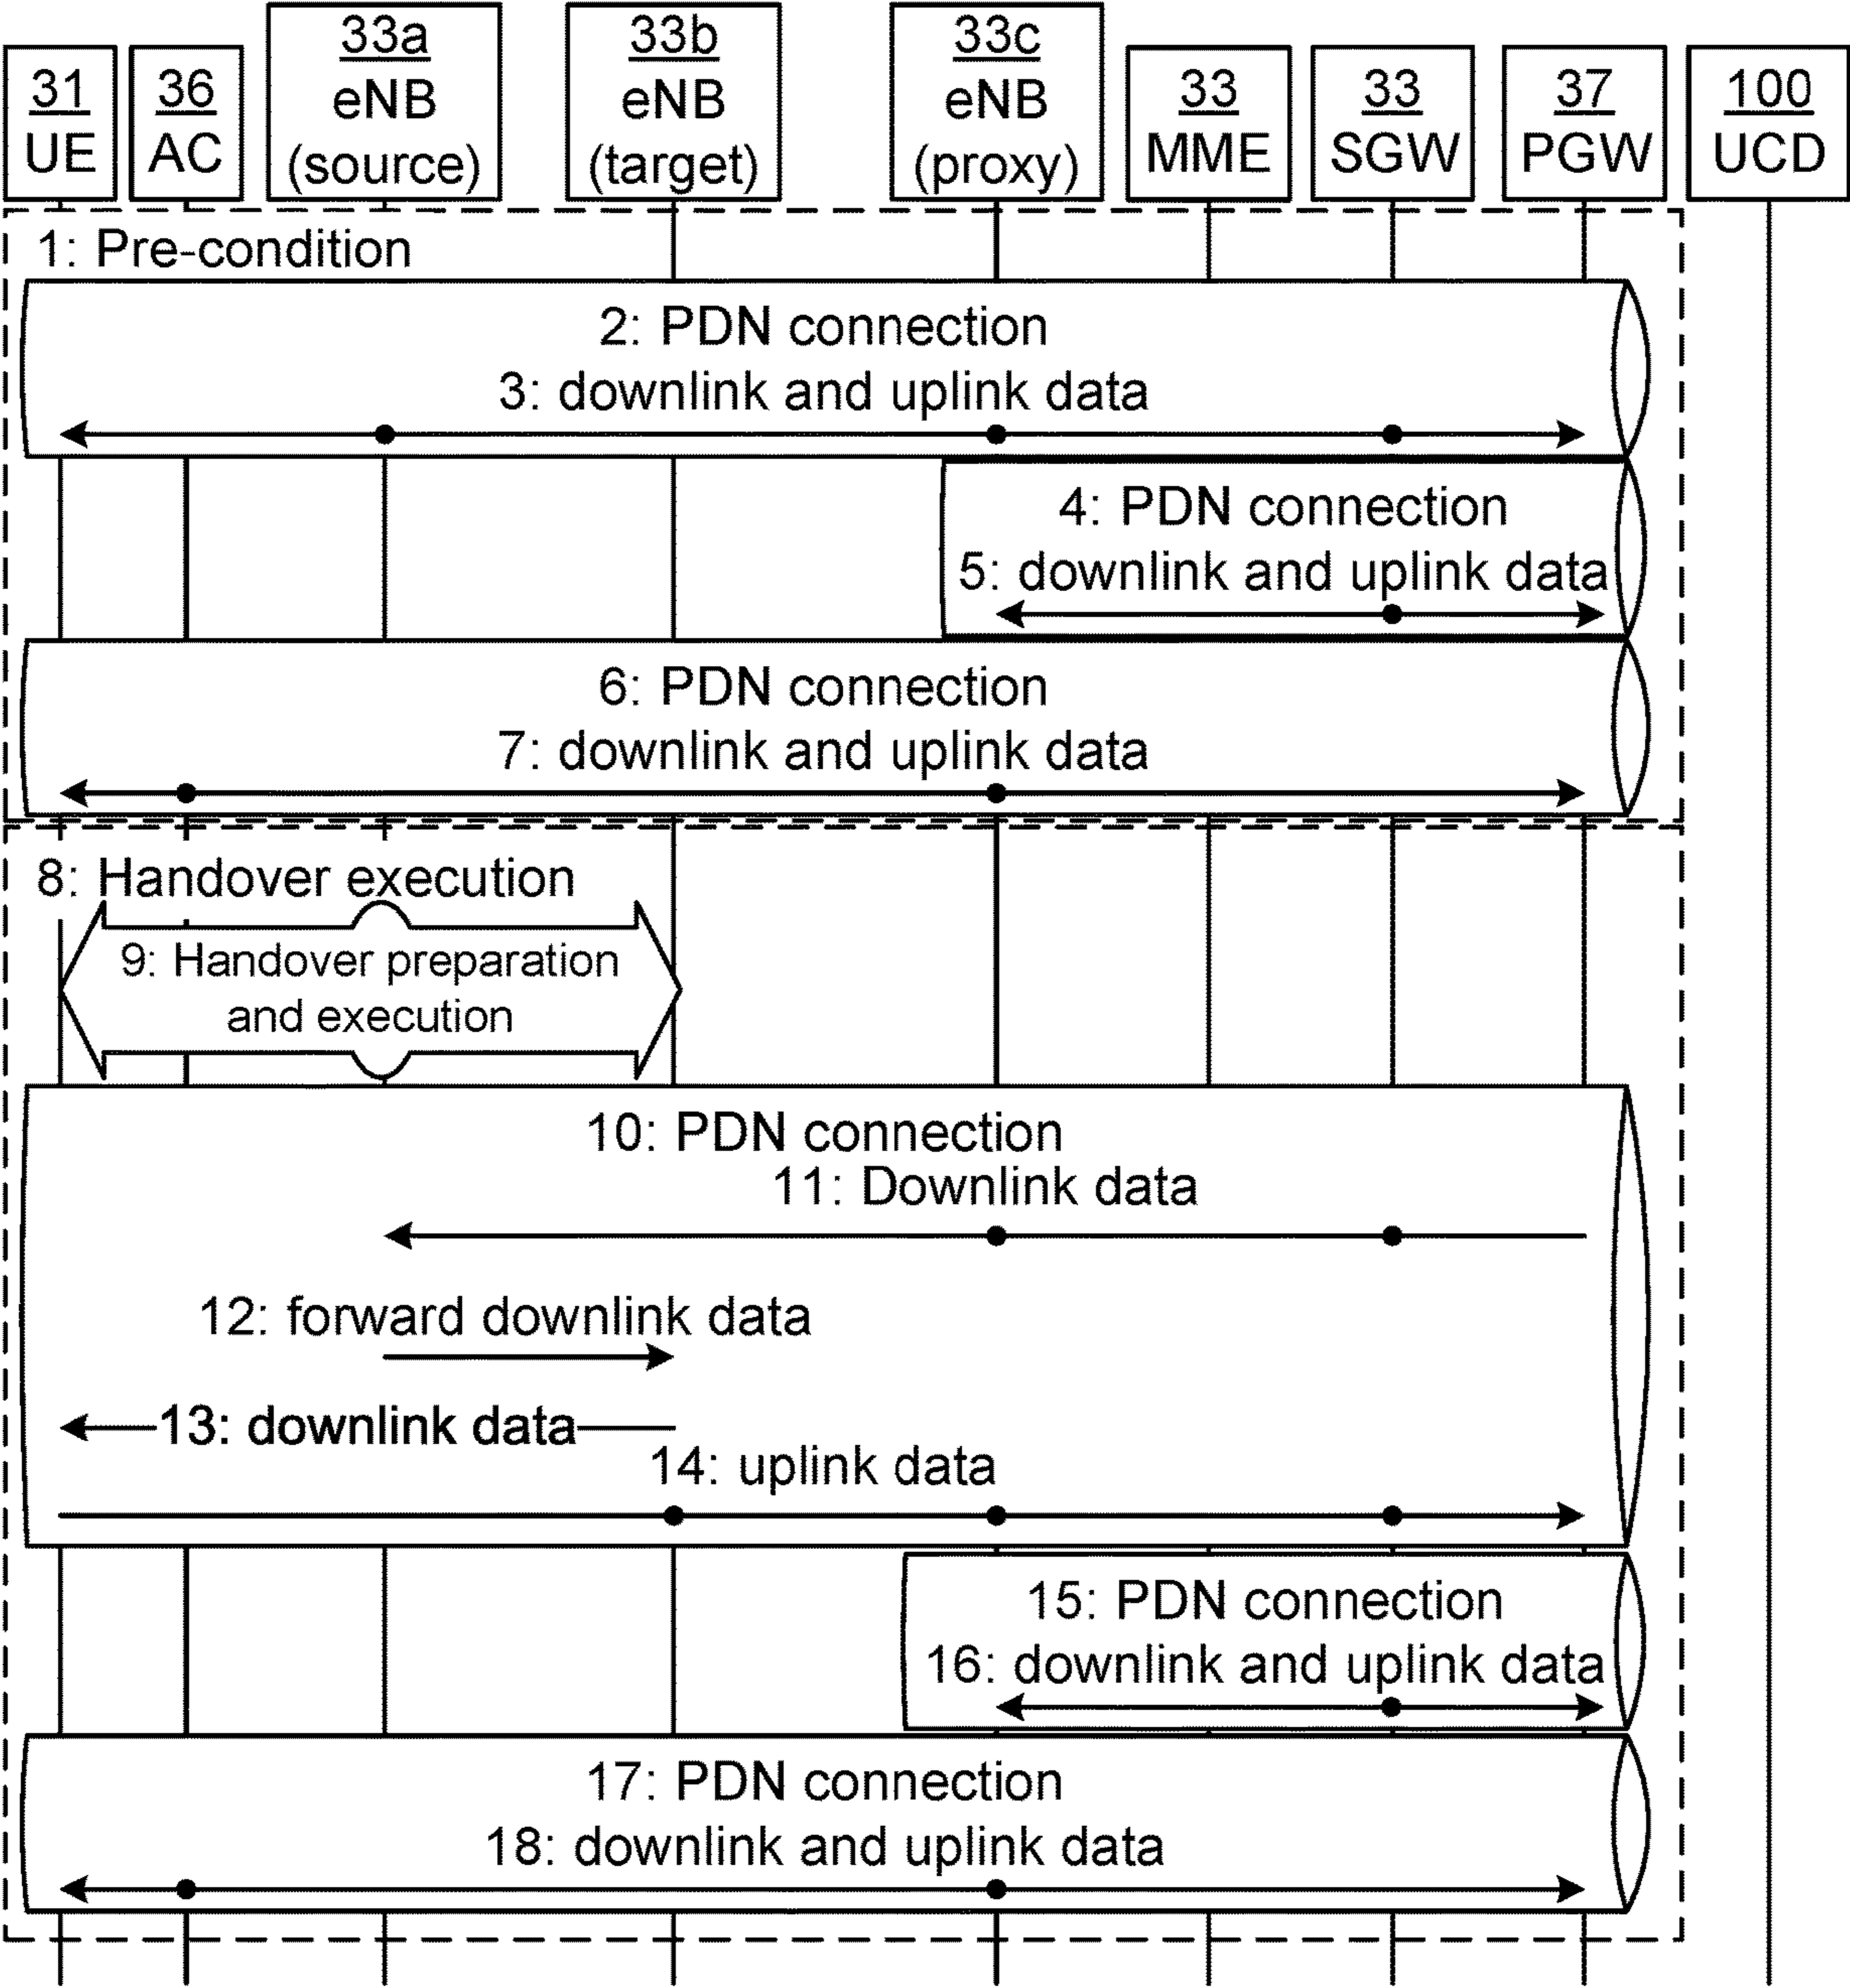 31
UE
36
AC
33a
eNB
(source)
33b
eNB
(target)
33c
eNB
(proxy)
33
MME
33
SGW
37
PGW
100
UCD
1: Pre-condition
2: PDN connection
3: downlink and uplink data
4: PDN connection
5: downlink and uplink data
6: PDN connection
7: downlink and uplink data
8: Handover execution
9: Handover preparation
and execution
10: PDN connection
11: Downlink data
12: forward downlink data
13: downlink data
14: uplink data
15: PDN connection
16: downlink and uplink data
17: PDN connection
18: downlink and uplink data